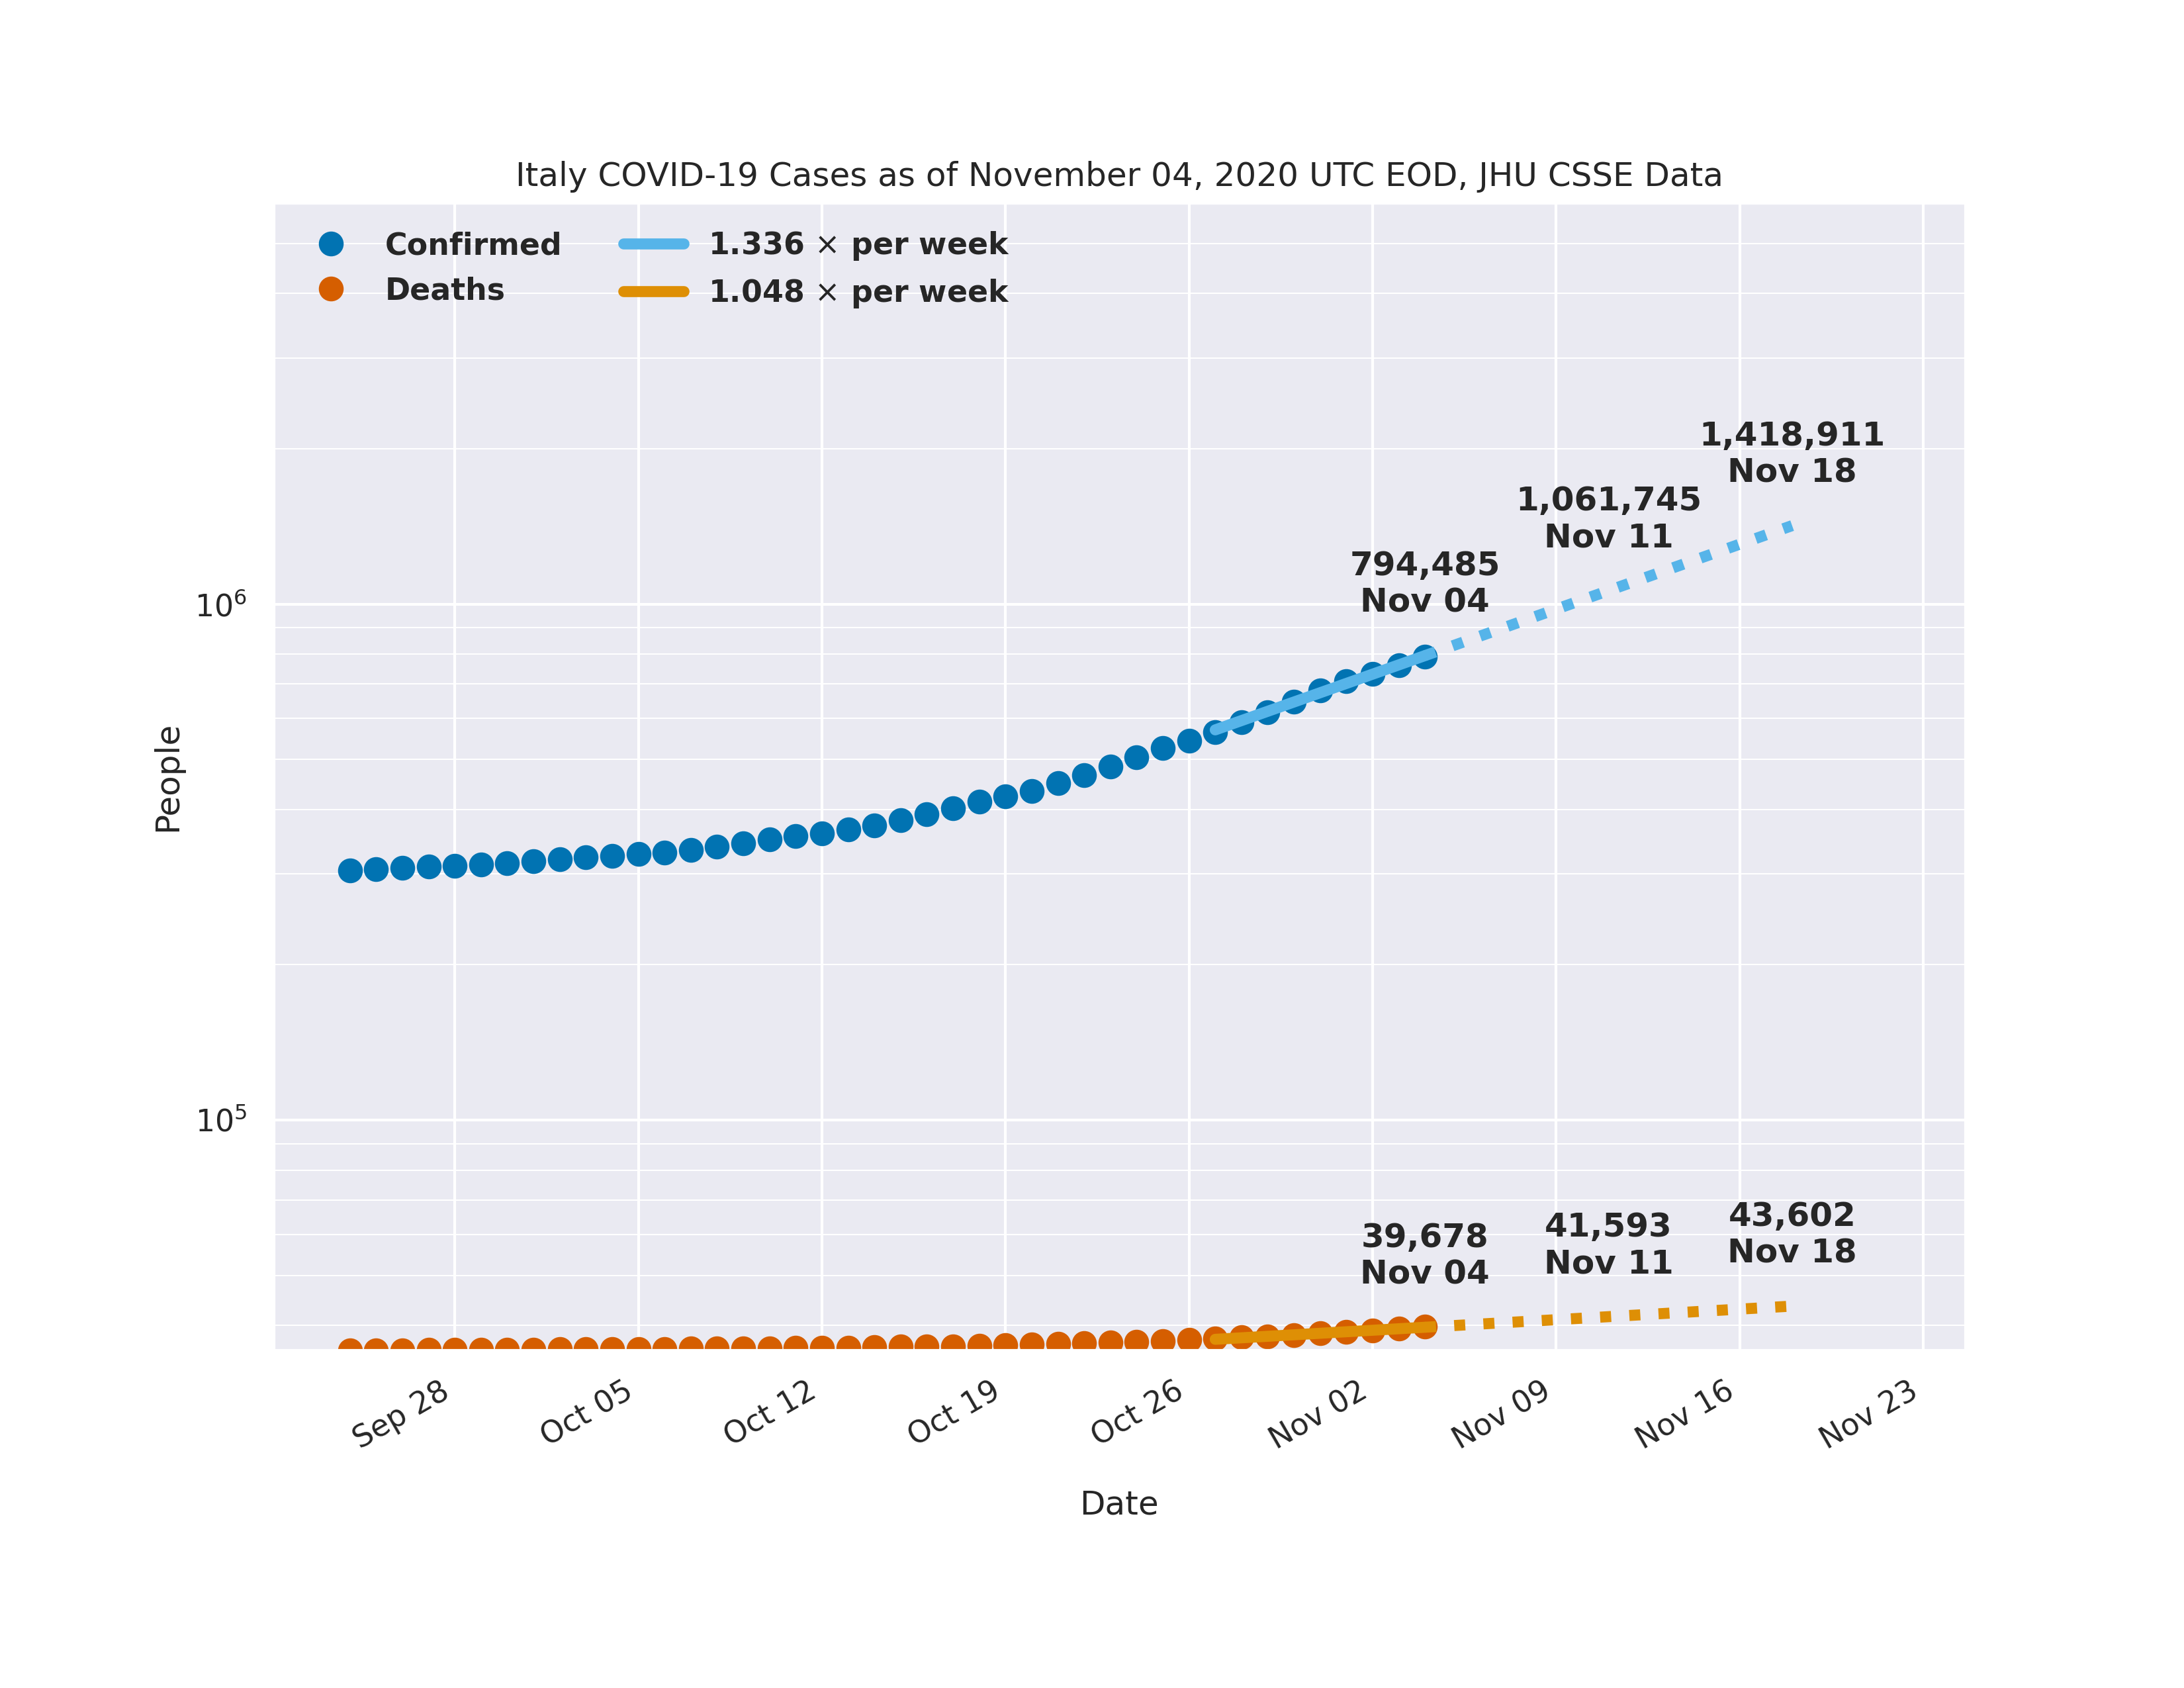 Italy COVID-19 Cases as of November 04, 2020 UTC EOD, JHU CSSE Data
Confirmed
Deaths
1.336 × per week
1.048 × per week
1,418,911
Nov 18
1,061,745
Nov 11
794,485
Nov 04
10⁶
People
10⁵
39,678
Nov 04
41,593
Nov 11
43,602
Nov 18
Sep 28
Oct 05
Oct 12
Oct 19
Oct 26
Nov 02
Nov 09
Nov 16
Nov 23
Date